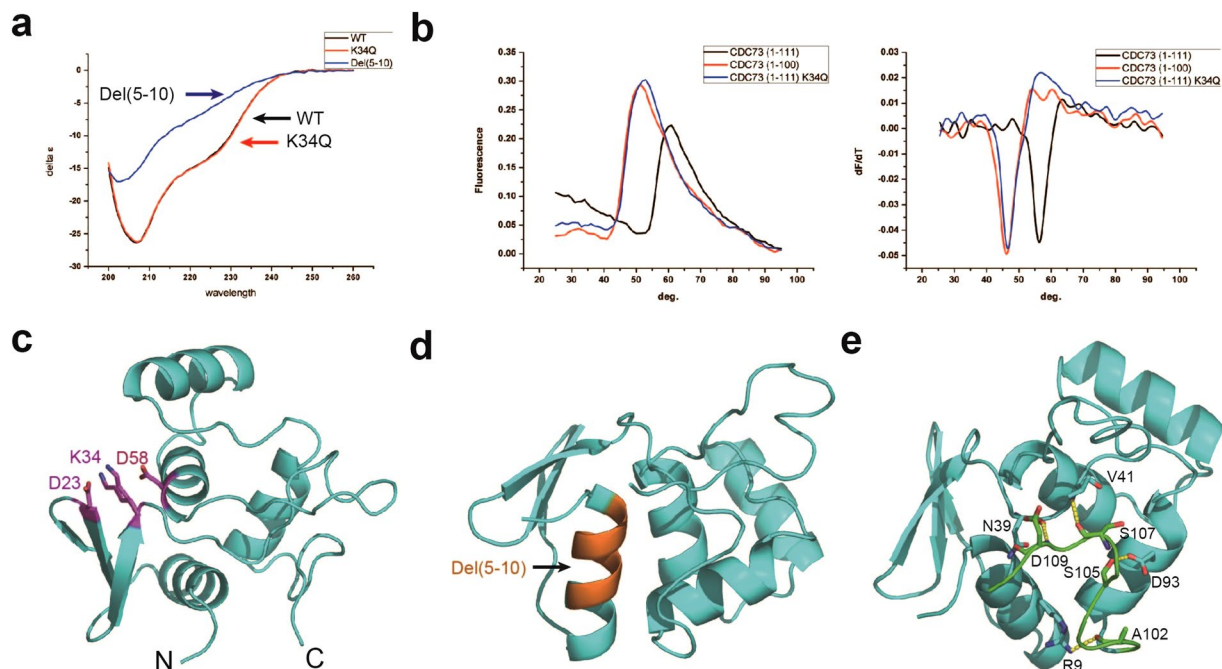 a
WT
K34Q
Del(5-10)
0
-5
-10
-15
-20
-25
-30
delta ε
200
210
220
230
240
250
260
wavelength
Del(5-10)
WT
K34Q
b
CDC73 (1-111)
CDC73 (1-100)
CDC73 (1-111) K34Q
0.35
0.30
0.25
0.20
0.15
0.10
0.05
0.00
Fluorescence
20
30
40
50
60
70
80
90
100
deg.
CDC73 (1-111)
CDC73 (1-100)
CDC73 (1-111) K34Q
0.02
0.01
0.00
-0.01
-0.02
-0.03
-0.04
-0.05
dF/dT
20
30
40
50
60
70
80
90
100
deg.
c
K34
D58
D23
N
C
d
Del(5-10)
e
V41
N39
S107
D109
S105
D93
A102
R9